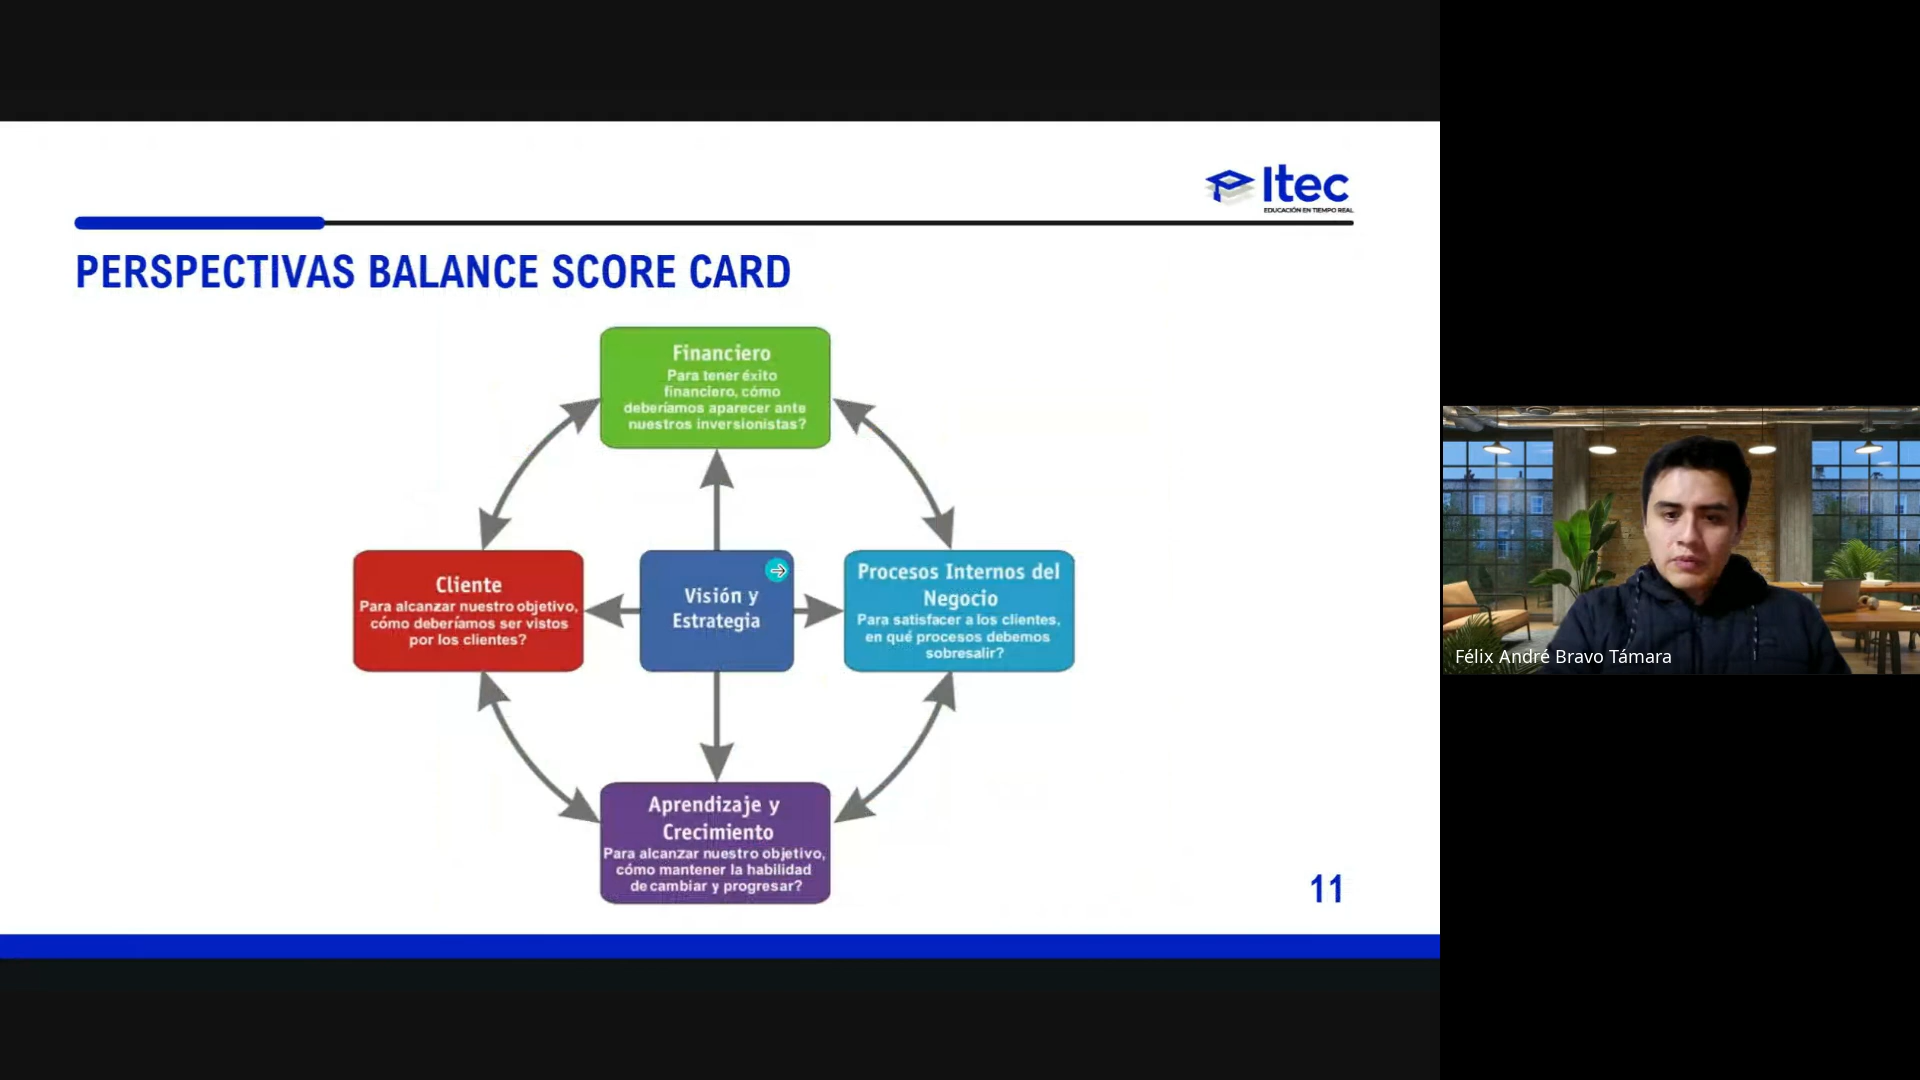 Itec
EDUCACIÓN EN TIEMPO REAL
PERSPECTIVAS BALANCE SCORE CARD
Financiero
Para tener éxito
financiero, cómo
deberíamos aparecer ante
nuestros inversionistas?
Cliente
Para alcanzar nuestro objetivo,
cómo deberíamos ser vistos
por los clientes?
Visión y
Estrategia
Procesos Internos del
Negocio
Para satisfacer a los clientes,
en qué procesos debemos
sobresalir?
Aprendizaje y
Crecimiento
Para alcanzar nuestro objetivo,
cómo mantener la habilidad
de cambiar y progresar?
11
Félix André Bravo Támara